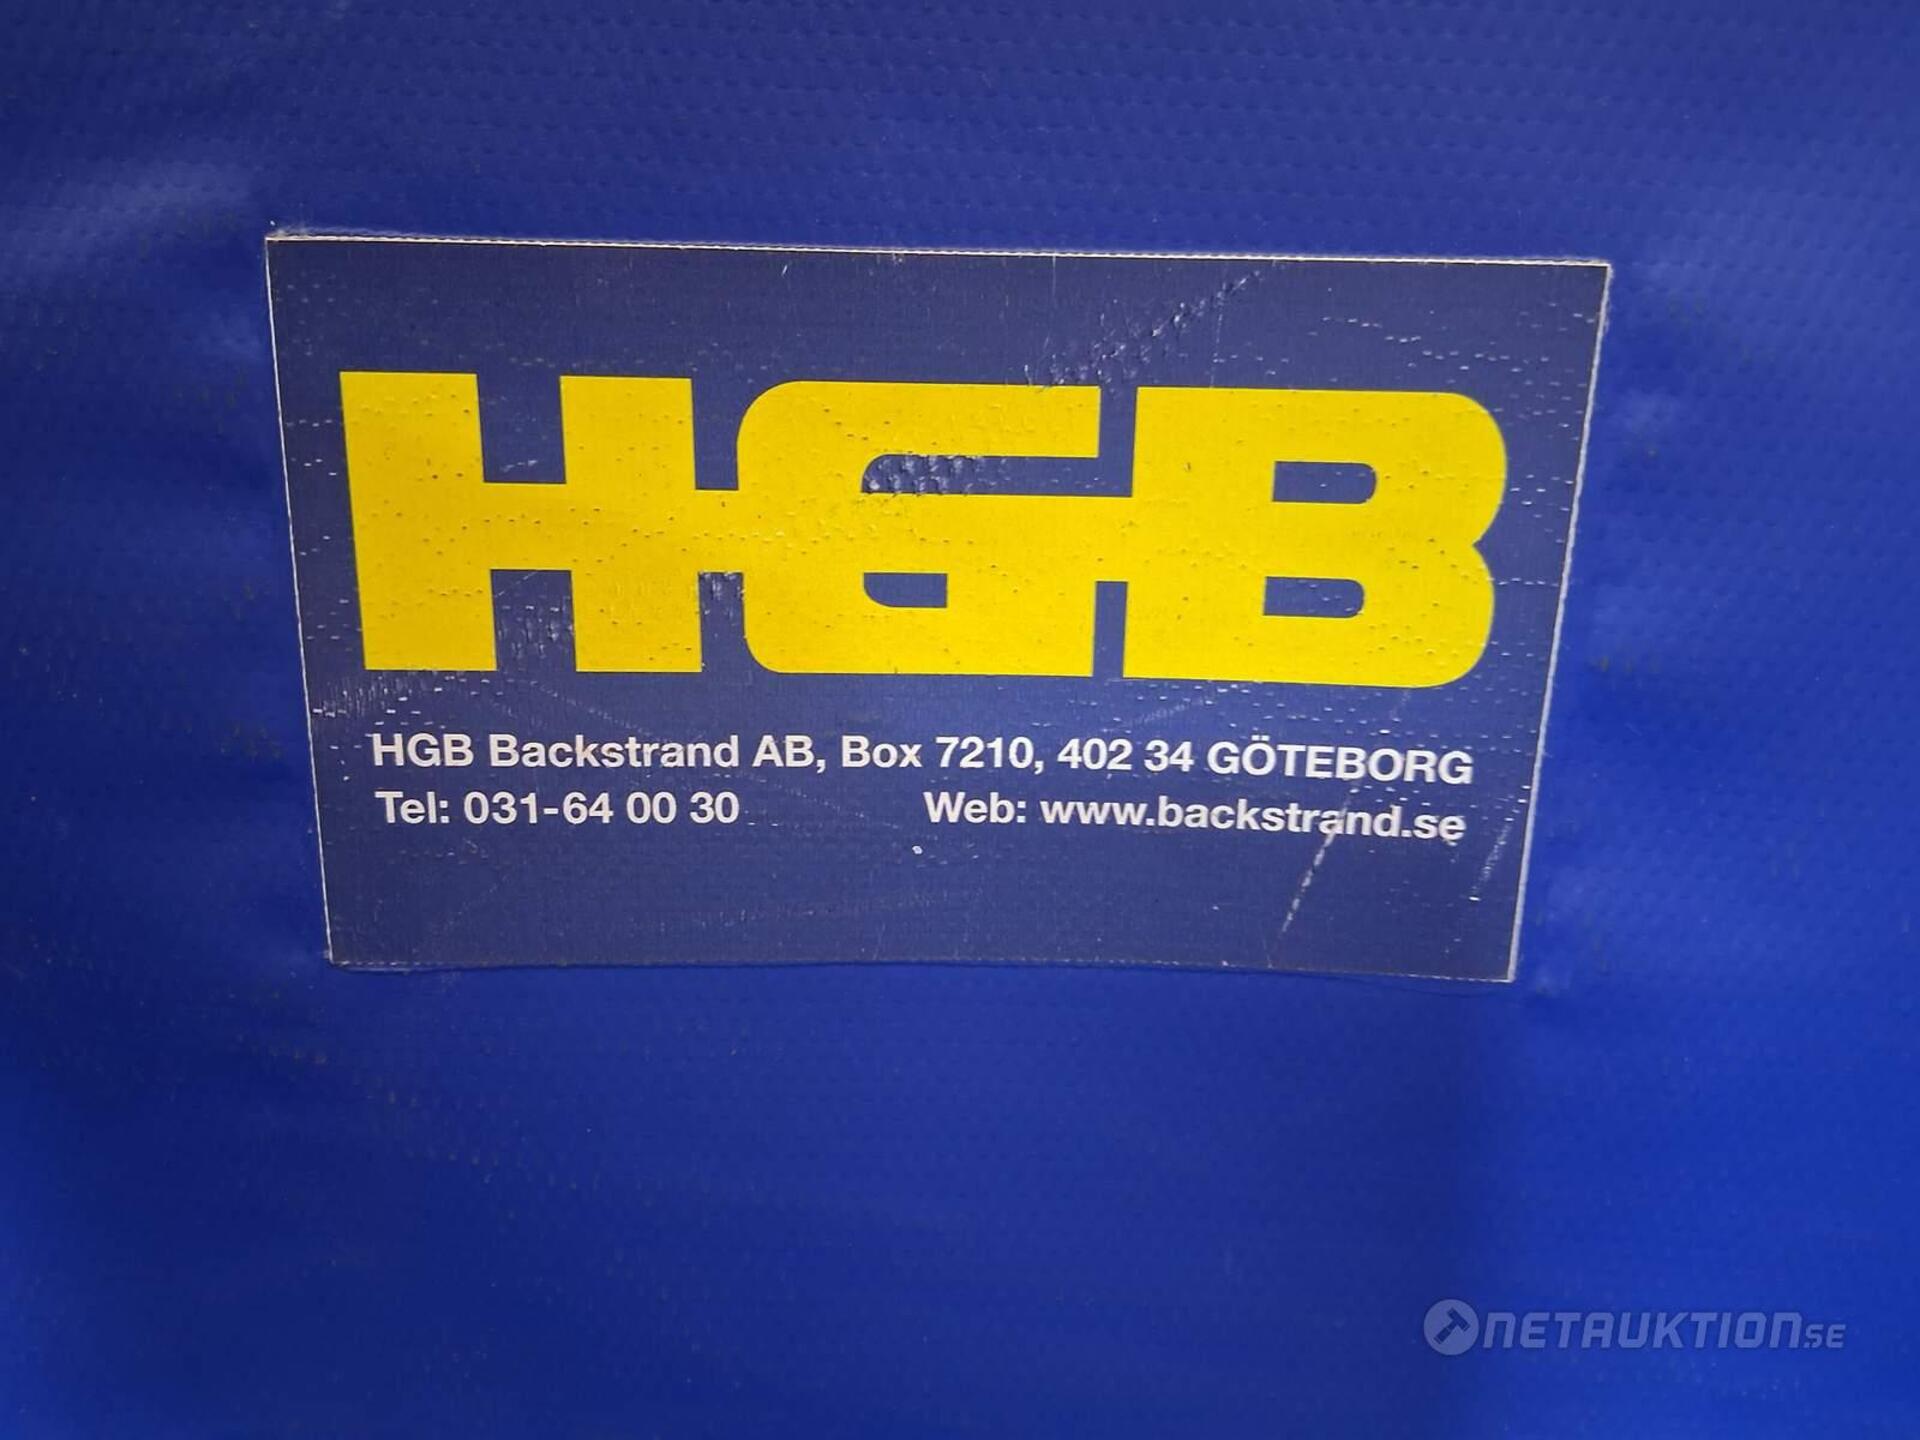 HGB
HGB Backstrand AB, Box 7210, 402 34 GÖTEBORG
Tel: 031-64 00 30 Web: www.backstrand.se
NETAUKTION.SE